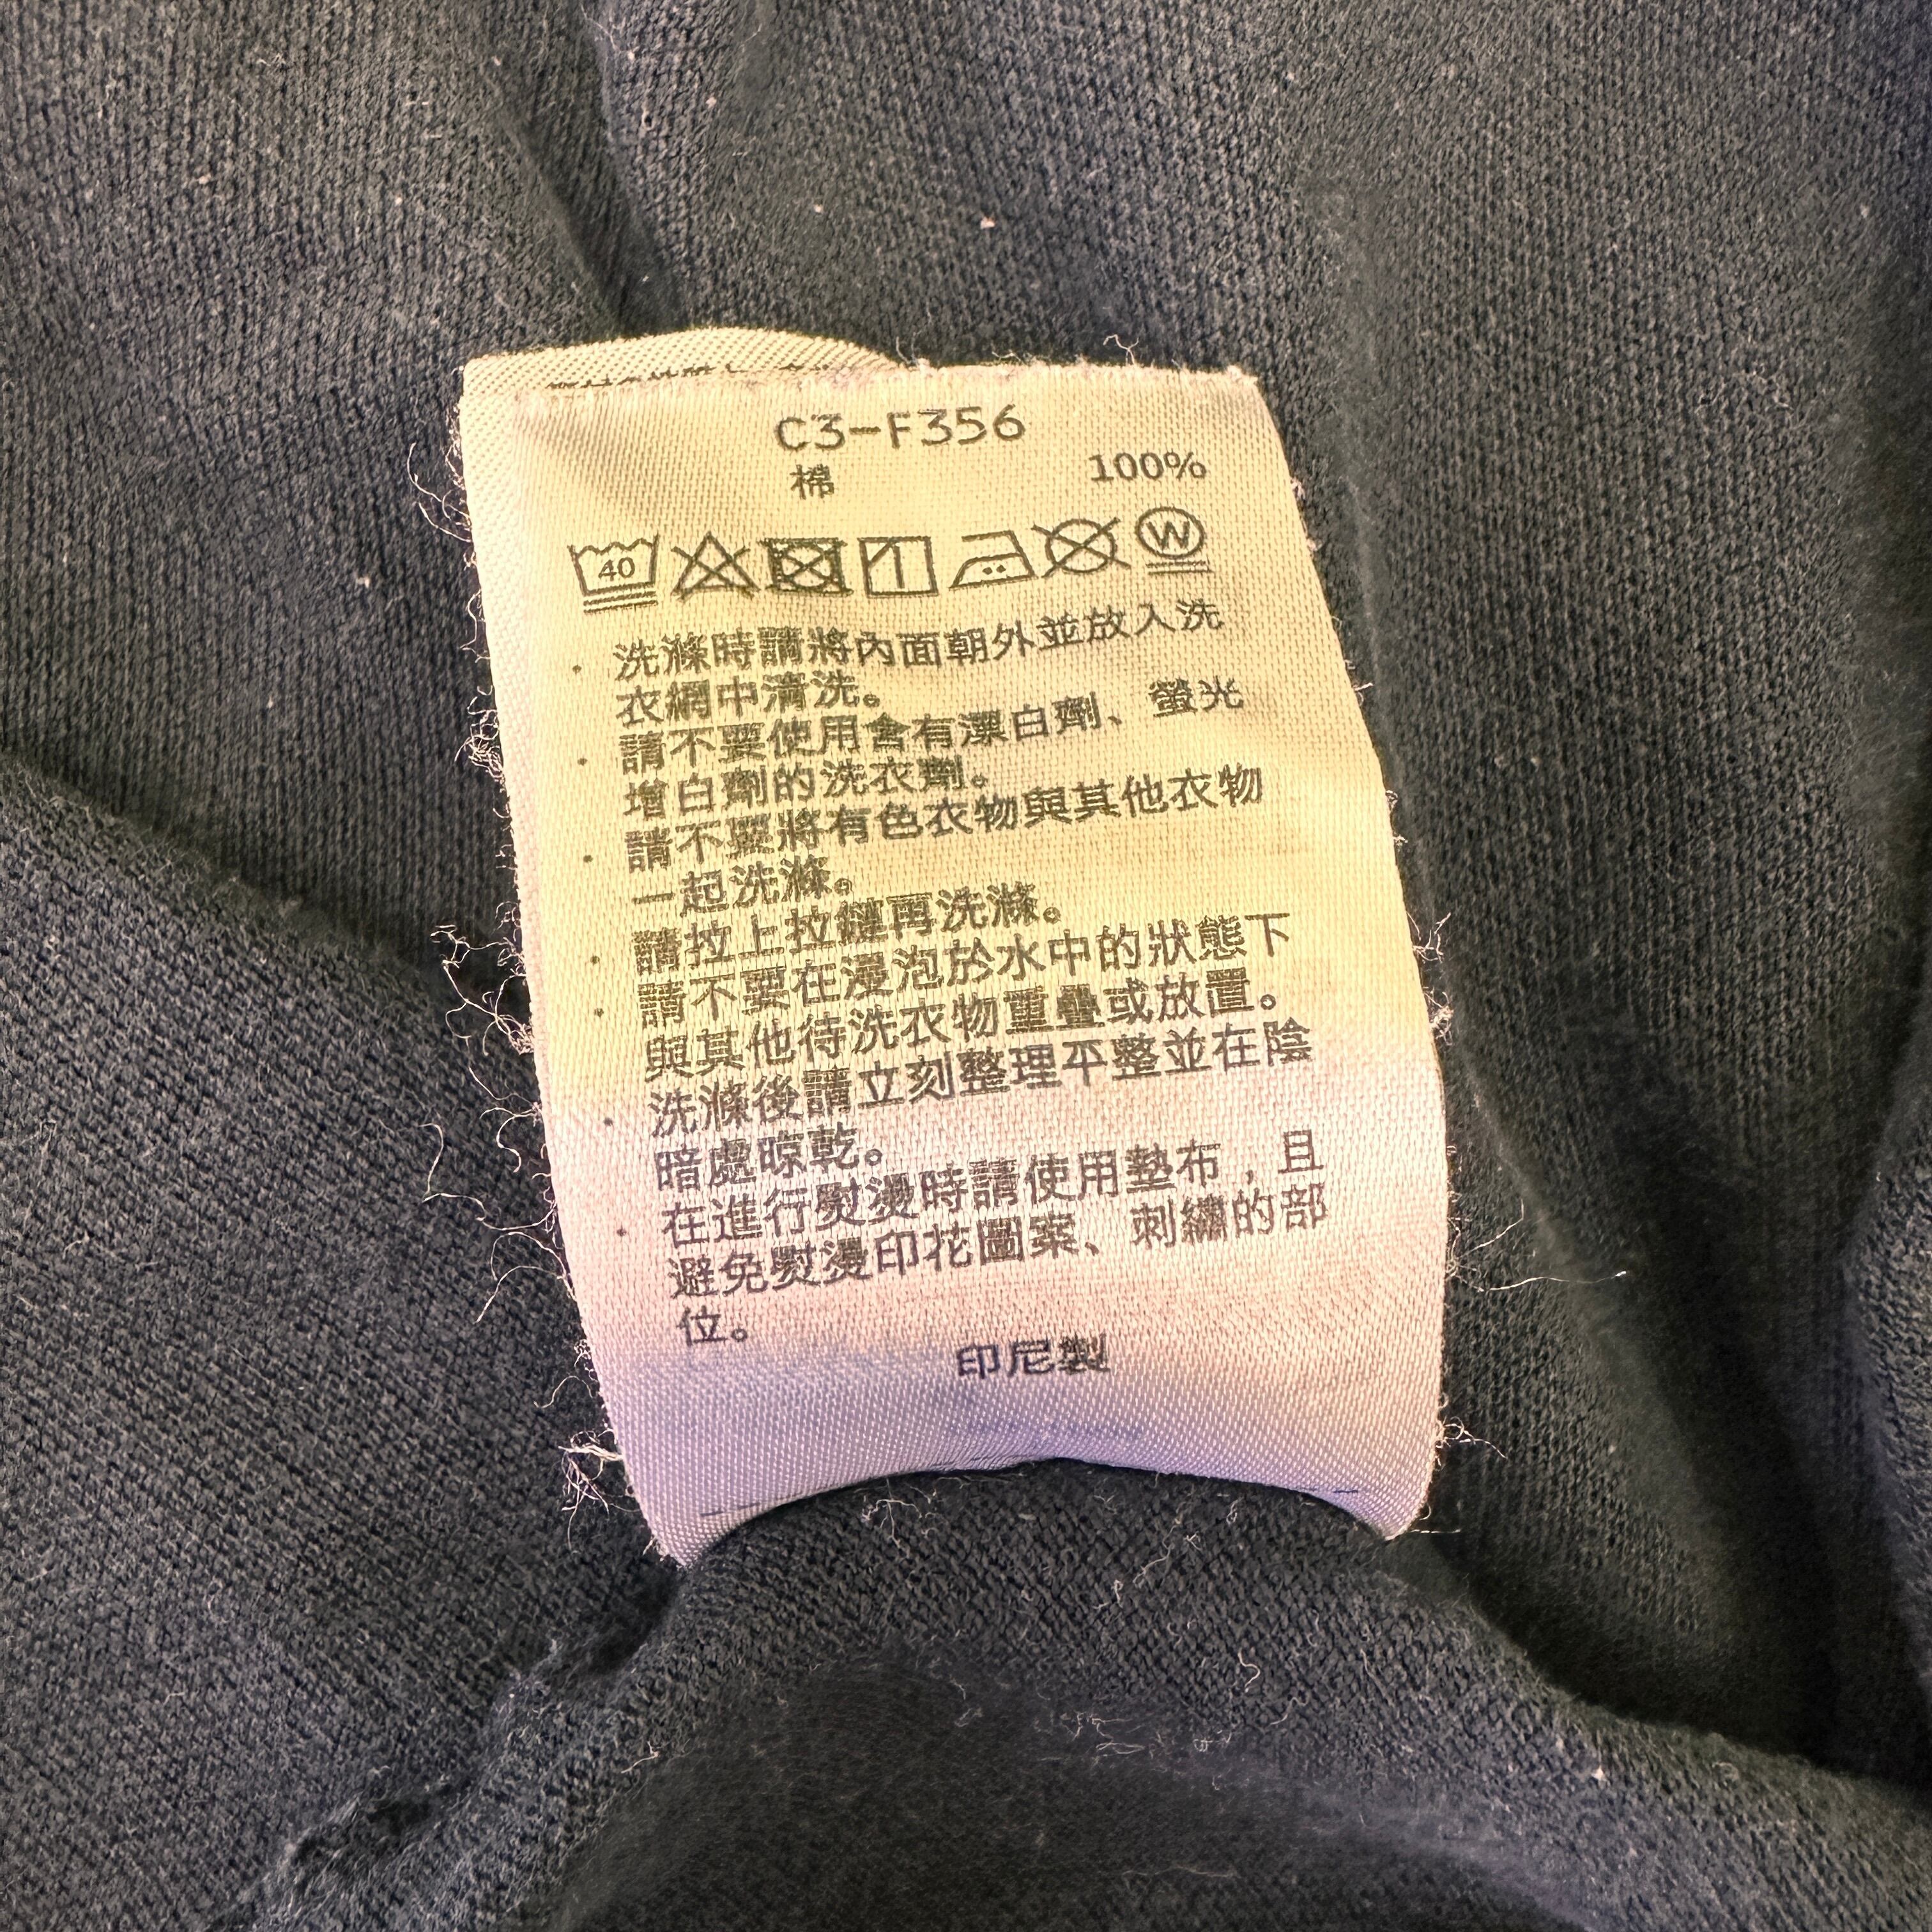 C3-F356
棉 100%
40 W
· 洗滌時請將內面朝外並放入洗
衣網中清洗。
· 請不要使用含有漂白劑、螢光
增白劑的洗衣劑。
· 請不要將有色衣物與其他衣物
一起洗滌。
· 請拉上拉鏈再洗滌。
· 請不要在浸泡於水中的狀態下
與其他待洗衣物重疊或放置。
· 洗滌後請立刻整理平整並在陰
暗處晾乾。
· 在進行熨燙時請使用墊布，且
避免熨燙印花圖案、刺繡的部
位。
印尼製